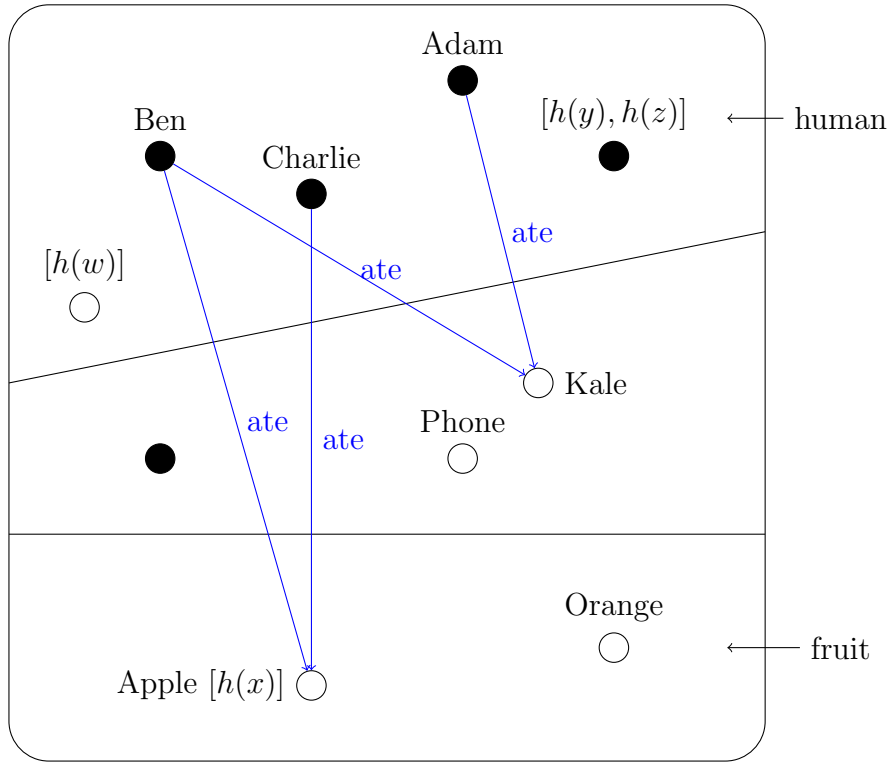 Adam
[h(y), h(z)]
human
Ben
Charlie
ate
ate
[h(w)]
Kale
Phone
ate
ate
Orange
fruit
Apple [h(x)]